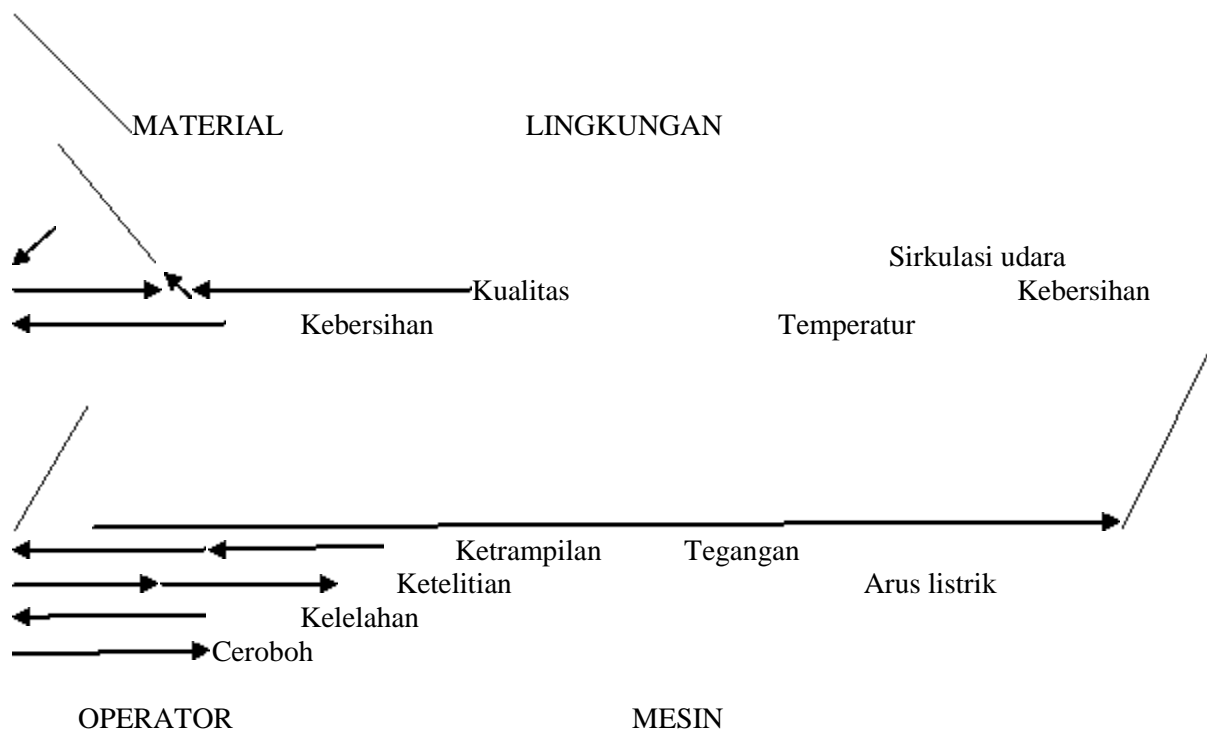 MATERIAL LINGKUNGAN
Sirkulasi udara
Kualitas Kebersihan
Kebersihan Temperatur
Ketrampilan Tegangan
Ketelitian Arus listrik
Kelelahan
Ceroboh
OPERATOR MESIN